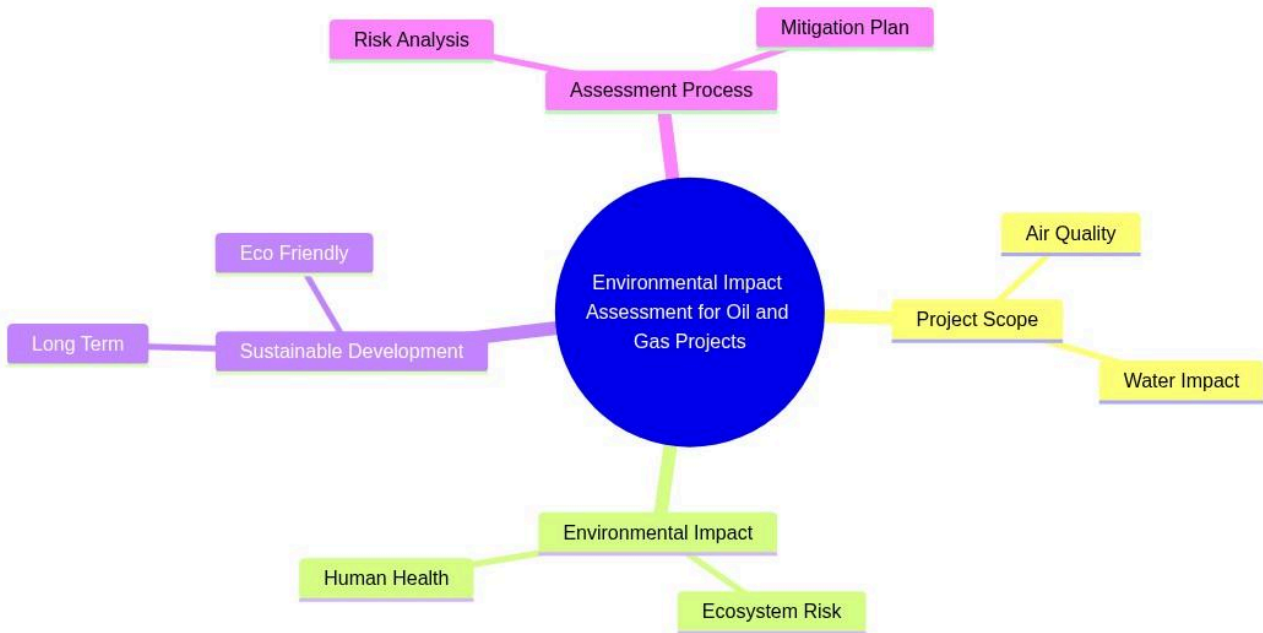 Mitigation Plan
Risk Analysis
Assessment Process
Air Quality
Eco Friendly
Environmental Impact
Assessment for Oil and
Gas Projects
Project Scope
Long Term
Sustainable Development
Water Impact
Environmental Impact
Human Health
Ecosystem Risk